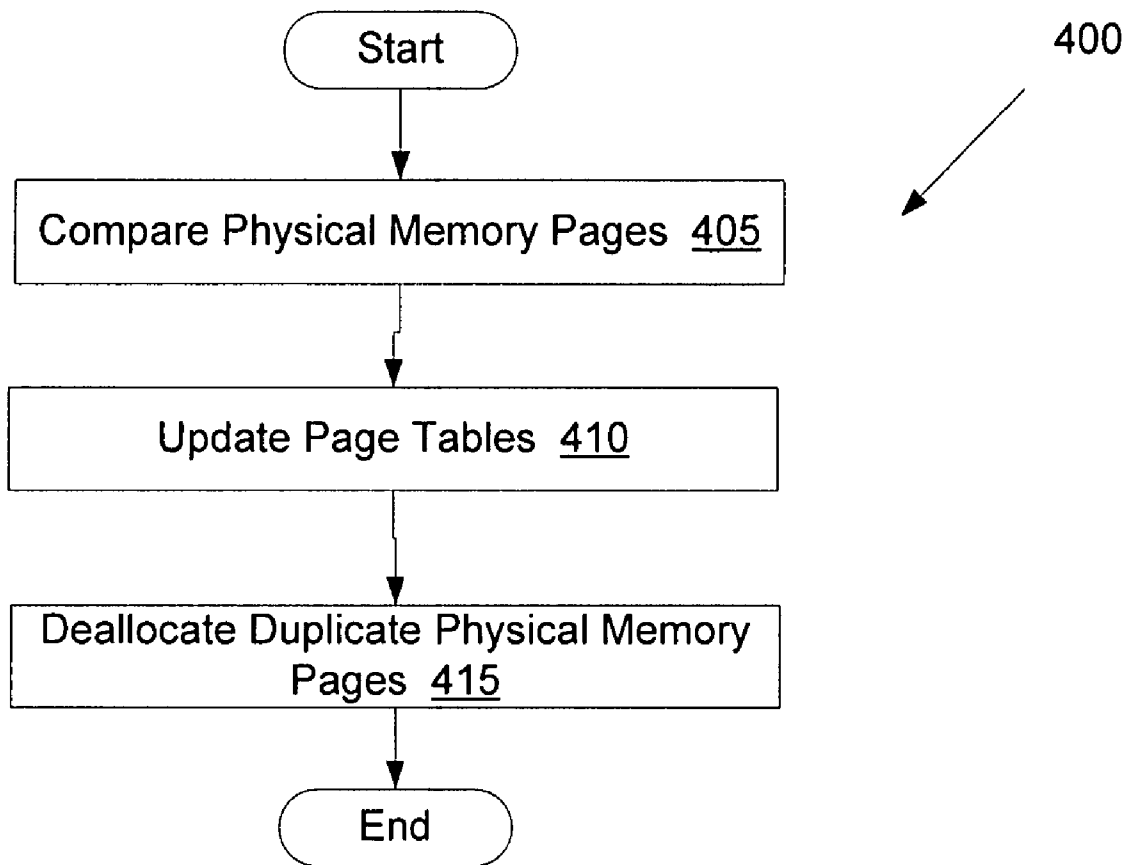 Start
400
Compare Physical Memory Pages 405
Update Page Tables 410
Deallocate Duplicate Physical Memory
Pages 415
End